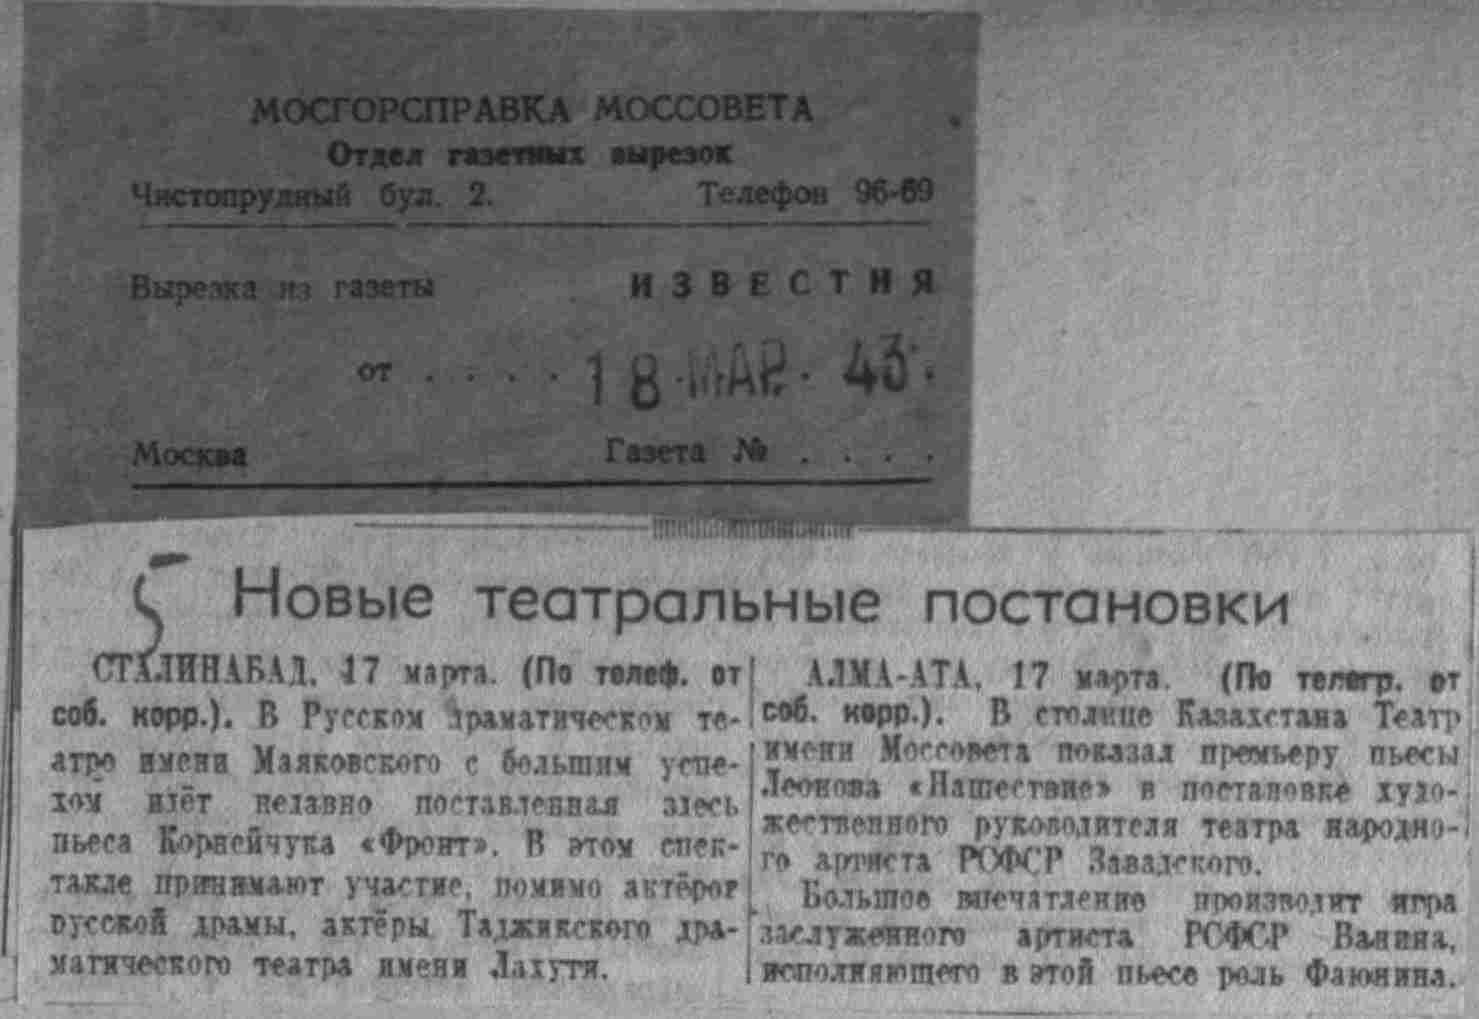 МОСГОРСПРАВКА МОССОВЕТА
Отдел газетных вырезок
Чистопрудный бул. 2. Телефон 96-69
Вырезка из газеты ИЗВЕСТИЯ
от . . . . 18 МАР. 43
Москва Газета № . . . .
5 Новые театральные постановки
СТАЛИНАБАД, 17 марта. (По телеф. от
соб. корр.). В Русском драматическом те-
атре имени Маяковского с большим успе-
хом идёт недавно поставленная здесь
пьеса Корнейчука «Фронт». В этом спек-
такле принимают участие, помимо актёров
русской драмы, актёры Таджикского дра-
матического театра имени Лахути.
АЛМА-АТА, 17 марта. (По телегр. от
соб. корр.). В столице Казахстана Театр
имени Моссовета показал премьеру пьесы
Леонова «Нашествие» в постановке худо-
жественного руководителя театра народно-
го артиста РСФСР Завадского.
Большое впечатление производит игра
заслуженного артиста РСФСР Ванина,
исполняющего в этой пьесе роль Фаюнина.